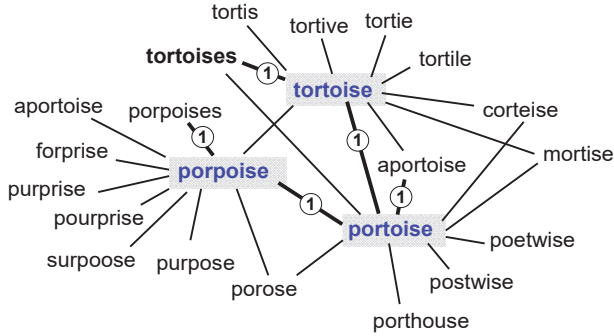 tortis
tortive
tortie
tortoises
1
tortile
tortoise
aportoise
porpoises
corteise
1
1
forprise
aportoise
mortise
purprise
porpoise
1
pourprise
1
portoise
poetwise
surpoose
purpose
porose
postwise
porthouse